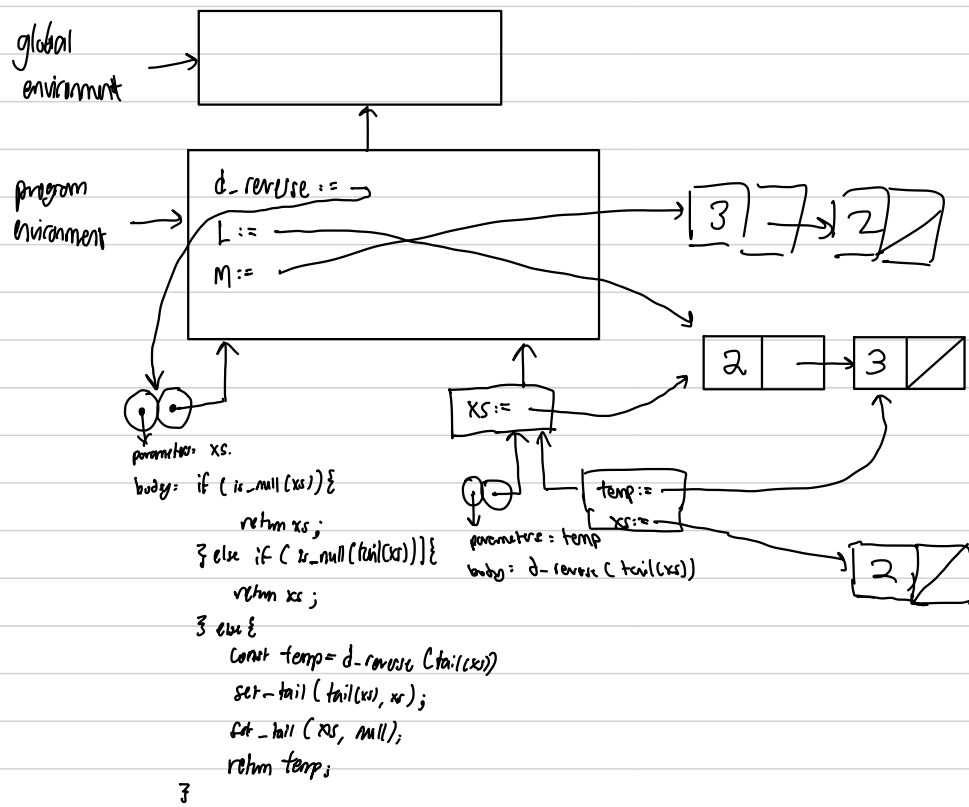 global
environment
program
environment
d_reverse :=
L :=
M :=
3
2
2
3
xs :=
temp :=
xs :=
2
parameters: xs.
body: if (is_null(xs)){
return xs;
} else if (is_null(tail(xs))]{
return xs;
} else {
const temp = d_reverse (tail(xs))
set_tail (tail(xs), xs);
set_tail (xs, null);
return temp;
}
parameters = temp
body: d_reverse (tail(xs))